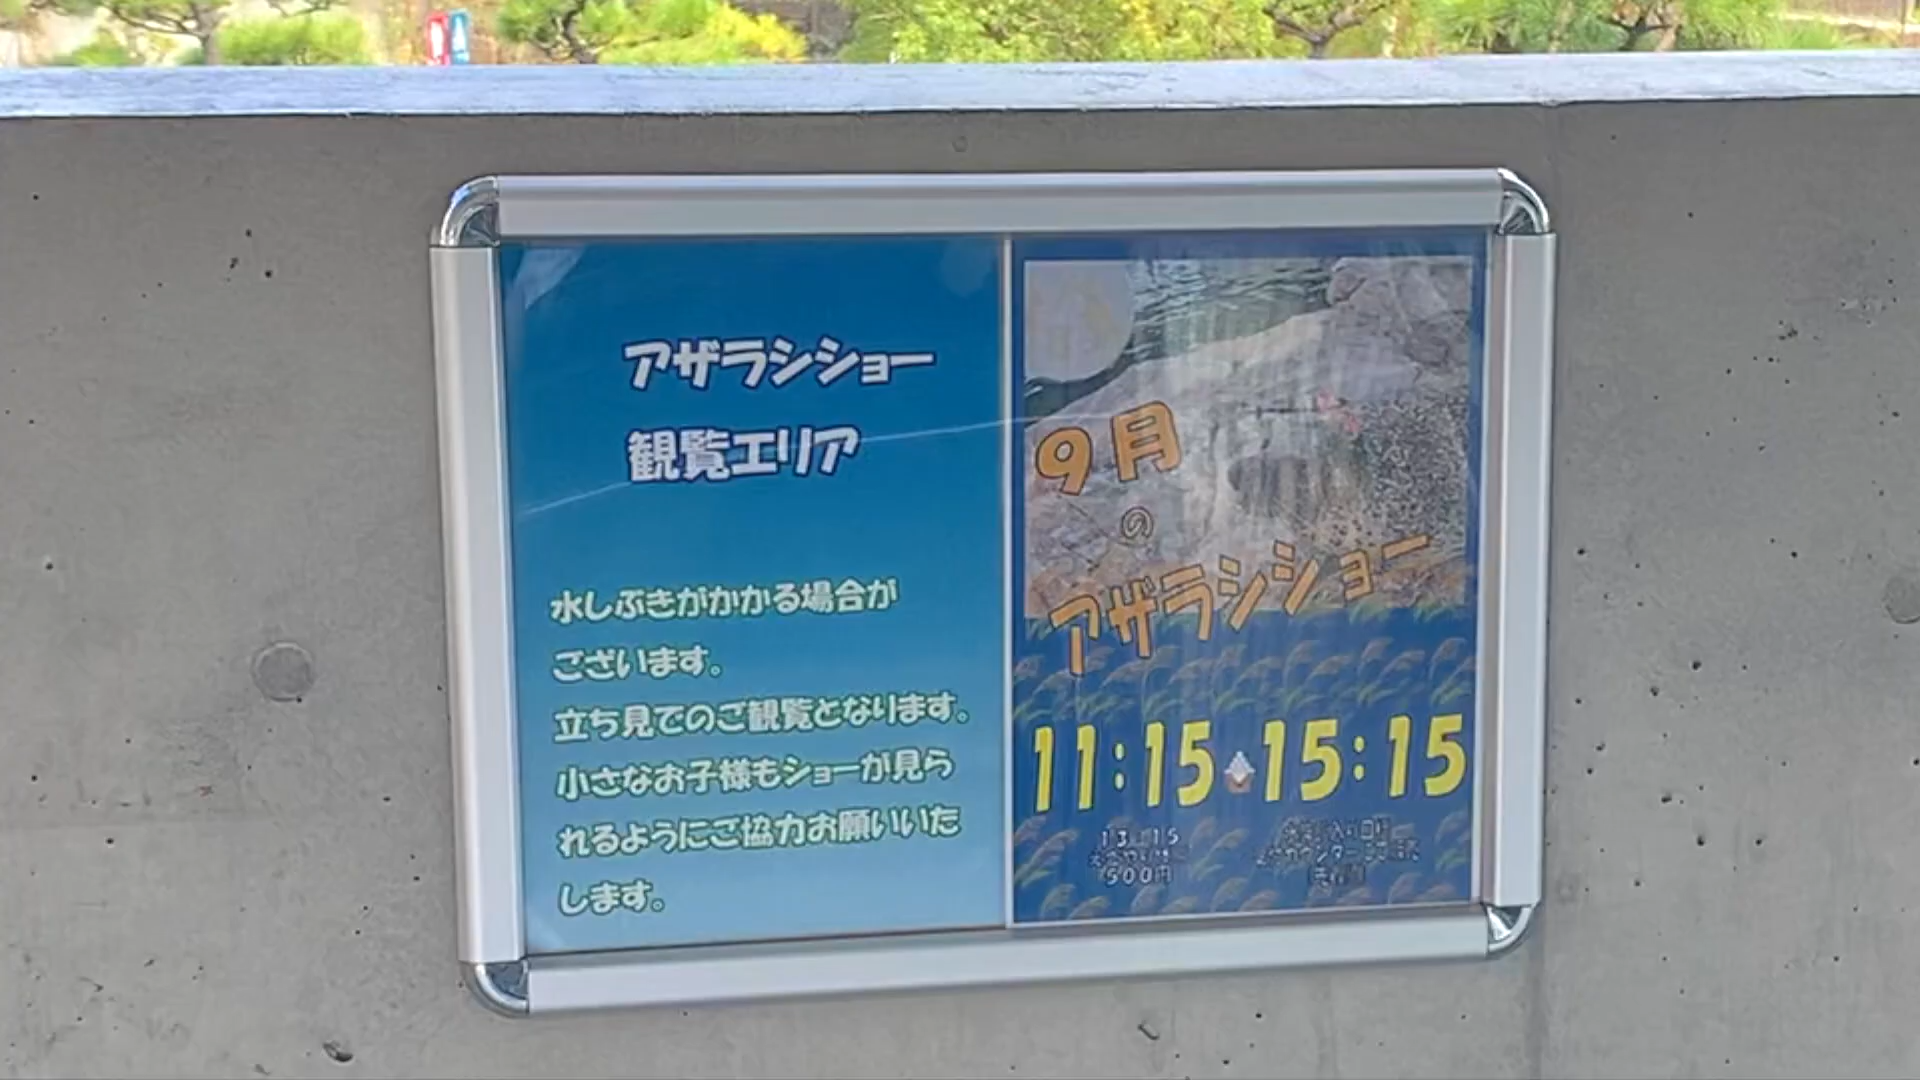 アザラシショー
観覧エリア
水しぶきがかかる場合が
ございます。
立ち見でのご観覧となります。
小さなお子様もショーが見ら
れるようにご協力お願いいた
します。
9月
の
アザラシショー
11:15 15:15
13:15
500円